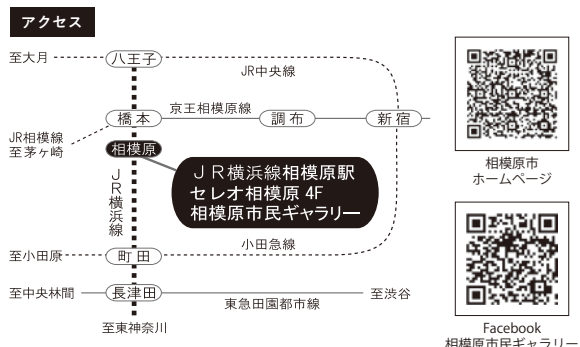 アクセス
至大月
八王子
JR中央線
橋本
京王相模原線
調布
新宿
JR相模線
至茅ヶ崎
相模原
JR横浜線
JR横浜線相模原駅
セレオ相模原 4F
相模原市民ギャラリー
小田急線
至小田原
町田
至中央林間
長津田
東急田園都市線
至渋谷
至東神奈川
相模原市
ホームページ
Facebook
相模原市民ギャラリー